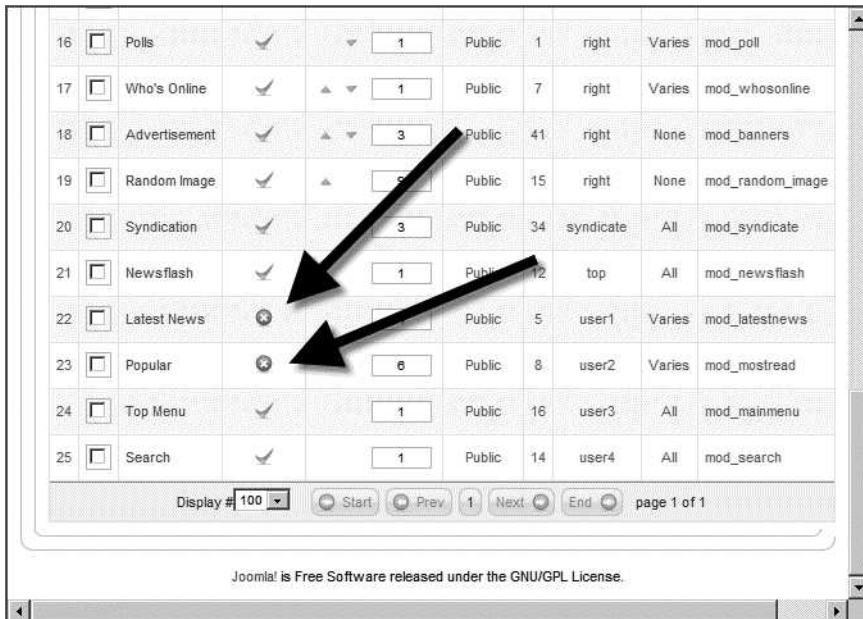 16 Polls 1 Public 1 right Varies mod_poll
17 Who's Online 1 Public 7 right Varies mod_whosonline
18 Advertisement 3 Public 41 right None mod_banners
19 Random Image Public 15 right None mod_random_image
20 Syndication 3 Public 34 syndicate All mod_syndicate
21 Newsflash 1 Public 12 top All mod_newsflash
22 Latest News Public 5 user1 Varies mod_latestnews
23 Popular 6 Public 8 user2 Varies mod_mostread
24 Top Menu 1 Public 16 user3 All mod_mainmenu
25 Search 1 Public 14 user4 All mod_search
Display # 100 Start Prev 1 Next End page 1 of 1
Joomla! is Free Software released under the GNU/GPL License.